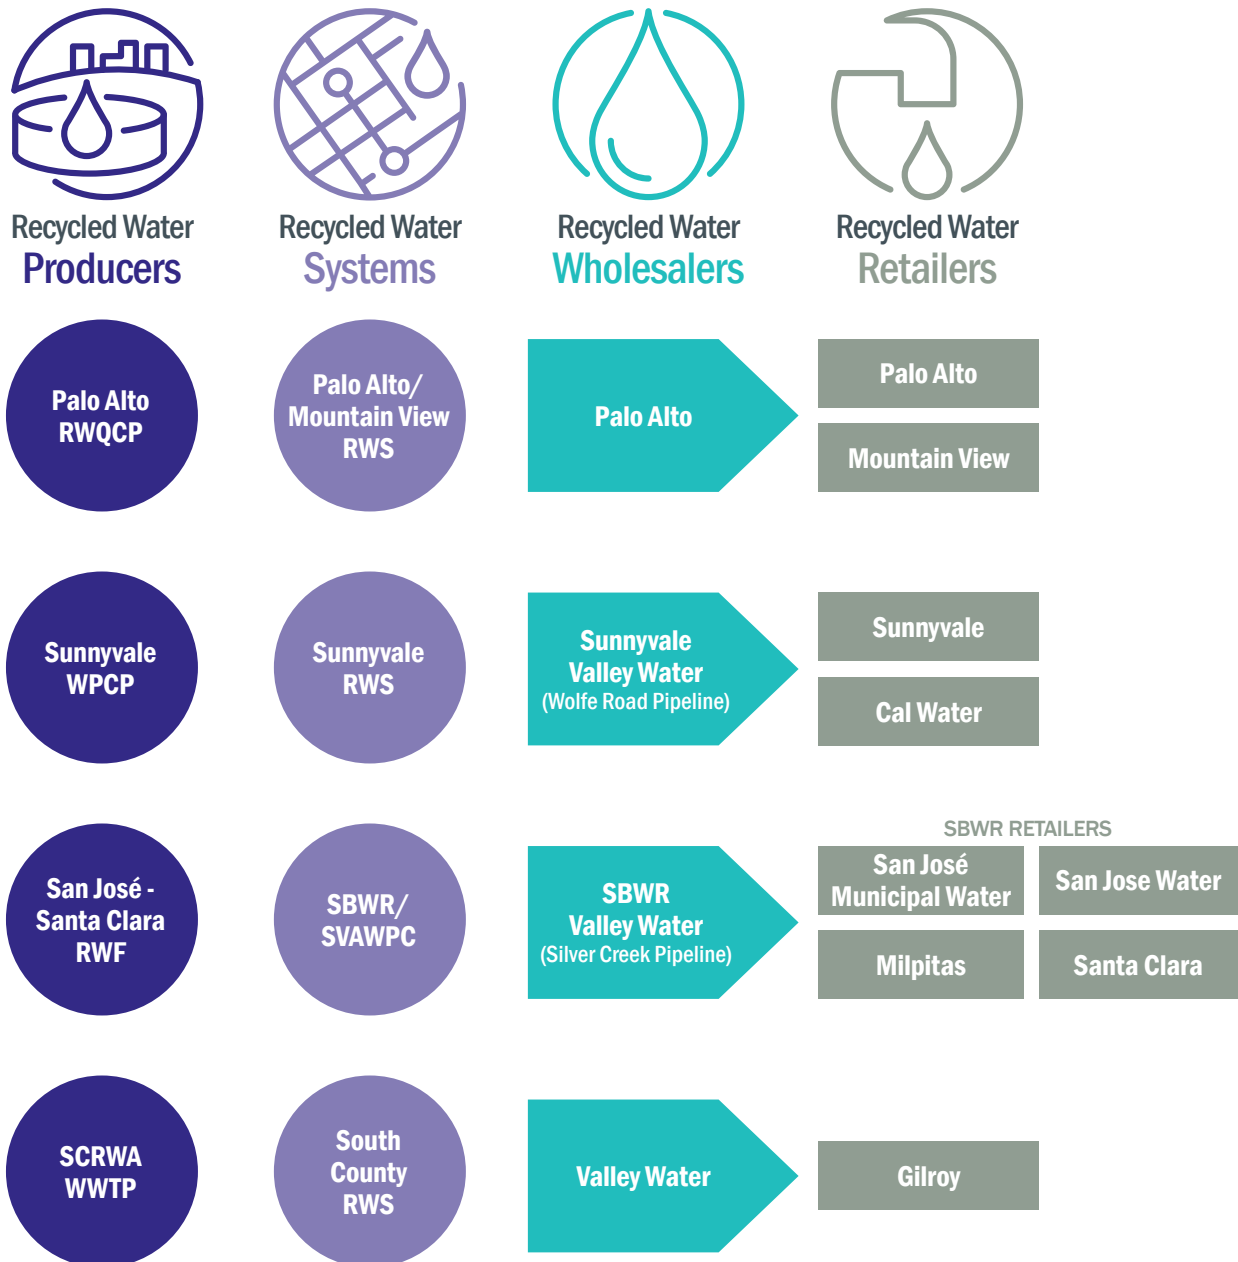 Recycled Water
Producers
Recycled Water
Systems
Recycled Water
Wholesalers
Recycled Water
Retailers
Palo Alto
RWQCP
Palo Alto/
Mountain View
RWS
Palo Alto
Palo Alto
Mountain View
Sunnyvale
WPCP
Sunnyvale
RWS
Sunnyvale
Valley Water
(Wolfe Road Pipeline)
Sunnyvale
Cal Water
San José -
Santa Clara
RWF
SBWR/
SVAWPC
SBWR
Valley Water
(Silver Creek Pipeline)
SBWR RETAILERS
San José
Municipal Water
San Jose Water
Milpitas
Santa Clara
SCRWA
WWTP
South
County
RWS
Valley Water
Gilroy